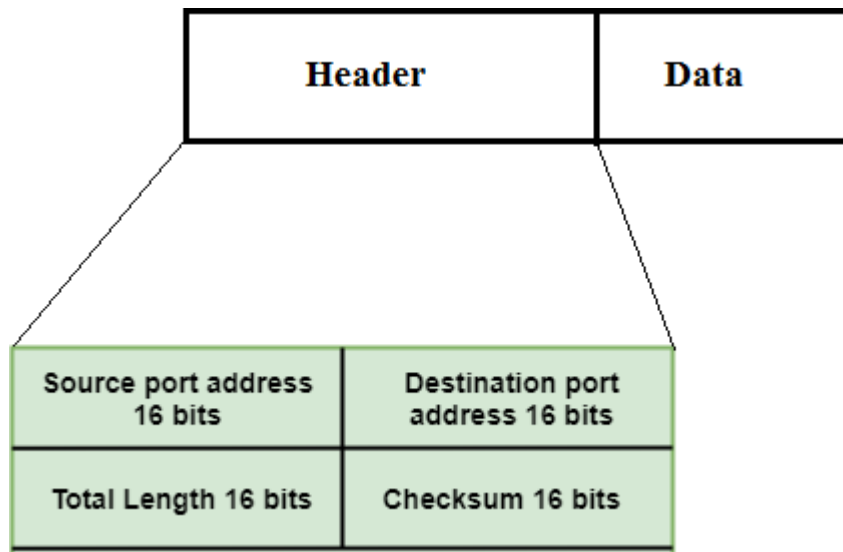 Header
Data
Source port address
16 bits
Destination port
address 16 bits
Total Length 16 bits
Checksum 16 bits